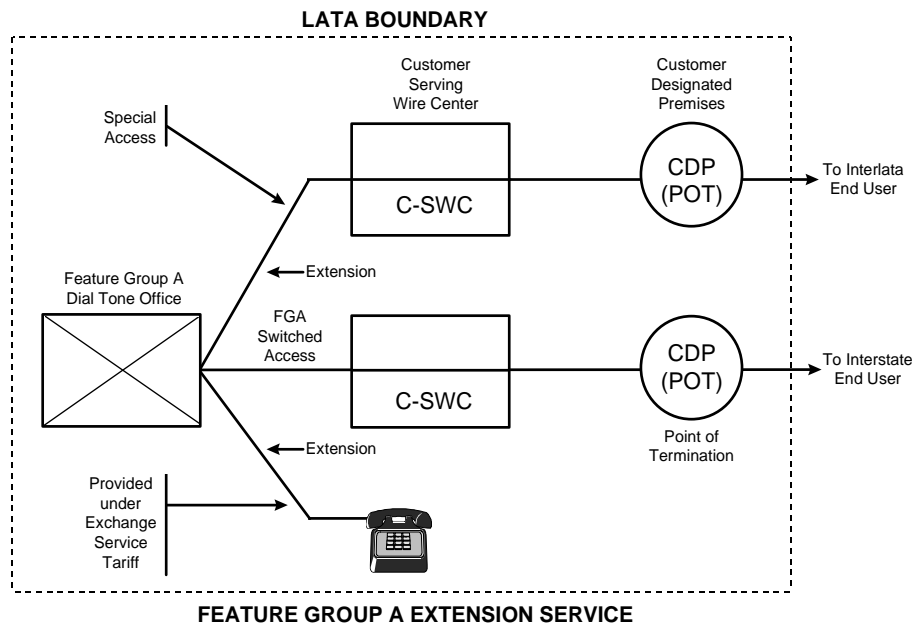 LATA BOUNDARY
Customer
Serving
Wire Center
Customer
Designated
Premises
Special
Access
CDP
(POT)
To Interlata
End User
C-SWC
Extension
Feature Group A
Dial Tone Office
FGA
Switched
Access
CDP
(POT)
To Interstate
End User
C-SWC
Extension
Point of
Termination
Provided
under
Exchange
Service
Tariff
FEATURE GROUP A EXTENSION SERVICE